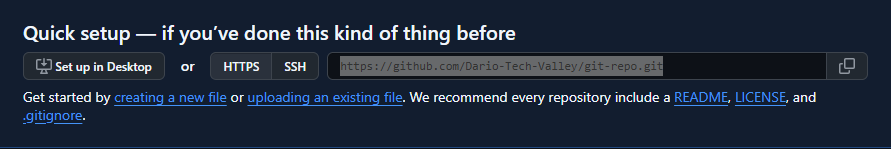 Quick setup — if you’ve done this kind of thing before
Set up in Desktop or HTTPS SSH https://github.com/Dario-Tech-Valley/git-repo.git
Get started by creating a new file or uploading an existing file. We recommend every repository include a README, LICENSE, and
.gitignore.